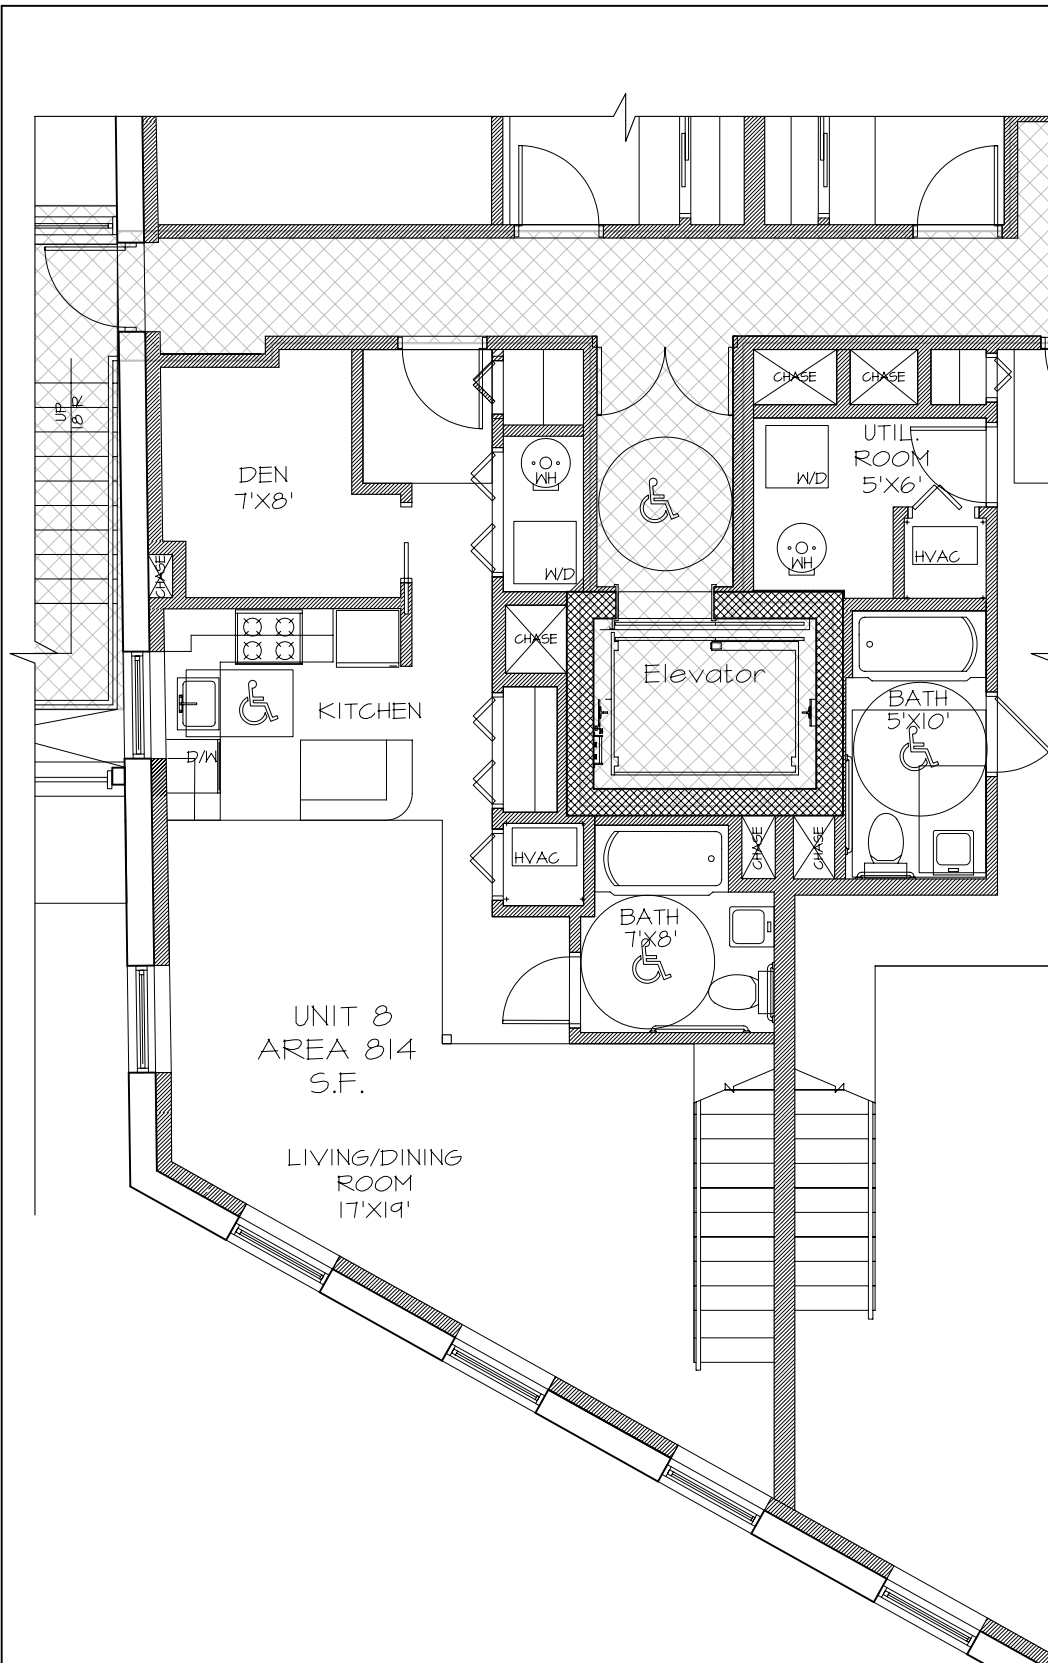 UP
18 R
DEN
7'X8'
CHASE
CHASE
UTIL.
ROOM
5'X6'
W/D
WH
HVAC
WH
W/D
CHASE
CHASE
Elevator
KITCHEN
D/W
BATH
5'X10'
HVAC
CHASE
CHASE
BATH
7'X8'
UNIT 8
AREA 814
S.F.
LIVING/DINING
ROOM
17'X19'